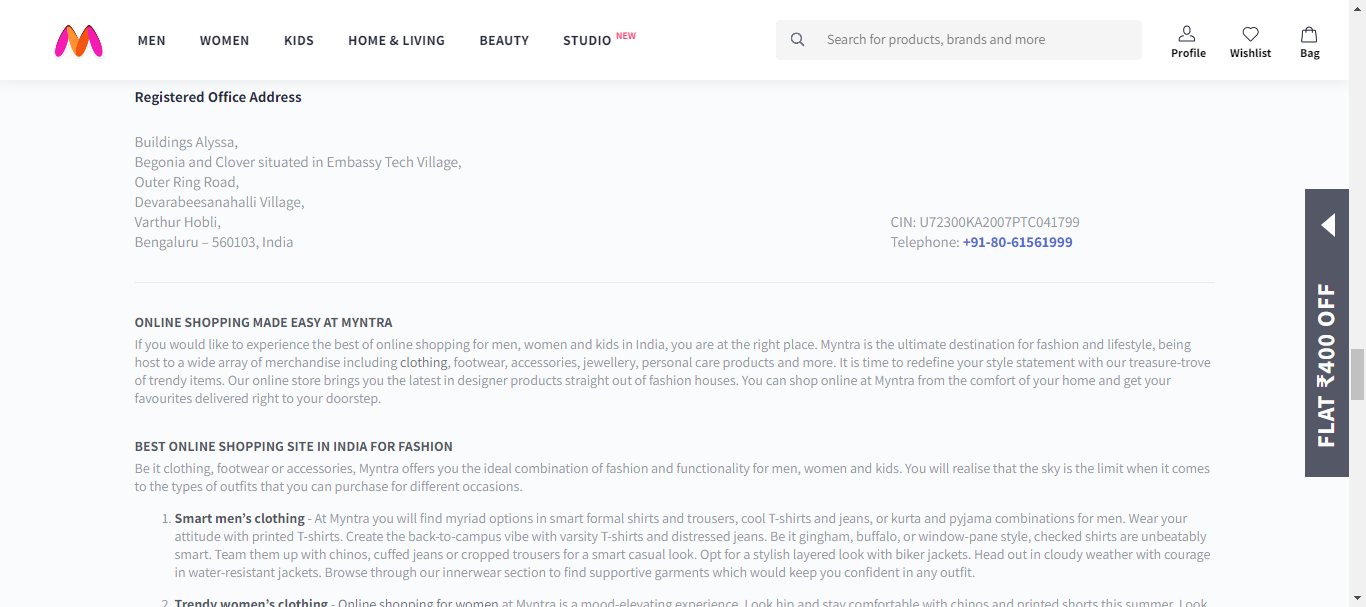 MEN WOMEN KIDS HOME & LIVING BEAUTY STUDIO NEW
Search for products, brands and more
Profile Wishlist Bag
Registered Office Address
Buildings Alyssa,
Begonia and Clover situated in Embassy Tech Village,
Outer Ring Road,
Devarabeesanahalli Village,
Varthur Hobli,
Bengaluru – 560103, India
CIN: U72300KA2007PTC041799
Telephone: +91-80-61561999
FLAT ₹400 OFF
ONLINE SHOPPING MADE EASY AT MYNTRA
If you would like to experience the best of online shopping for men, women and kids in India, you are at the right place. Myntra is the ultimate destination for fashion and lifestyle, being
host to a wide array of merchandise including clothing, footwear, accessories, jewellery, personal care products and more. It is time to redefine your style statement with our treasure-trove
of trendy items. Our online store brings you the latest in designer products straight out of fashion houses. You can shop online at Myntra from the comfort of your home and get your
favourites delivered right to your doorstep.
BEST ONLINE SHOPPING SITE IN INDIA FOR FASHION
Be it clothing, footwear or accessories, Myntra offers you the ideal combination of fashion and functionality for men, women and kids. You will realise that the sky is the limit when it comes
to the types of outfits that you can purchase for different occasions.
1. Smart men’s clothing - At Myntra you will find myriad options in smart formal shirts and trousers, cool T-shirts and jeans, or kurta and pyjama combinations for men. Wear your
attitude with printed T-shirts. Create the back-to-campus vibe with varsity T-shirts and distressed jeans. Be it gingham, buffalo, or window-pane style, checked shirts are unbeatably
smart. Team them up with chinos, cuffed jeans or cropped trousers for a smart casual look. Opt for a stylish layered look with biker jackets. Head out in cloudy weather with courage
in water-resistant jackets. Browse through our innerwear section to find supportive garments which would keep you confident in any outfit.
2. Trendy women’s clothing - Online shopping for women at Myntra is a mood-elevating experience. Look hip and stay comfortable with chinos and printed shorts this summer. Look